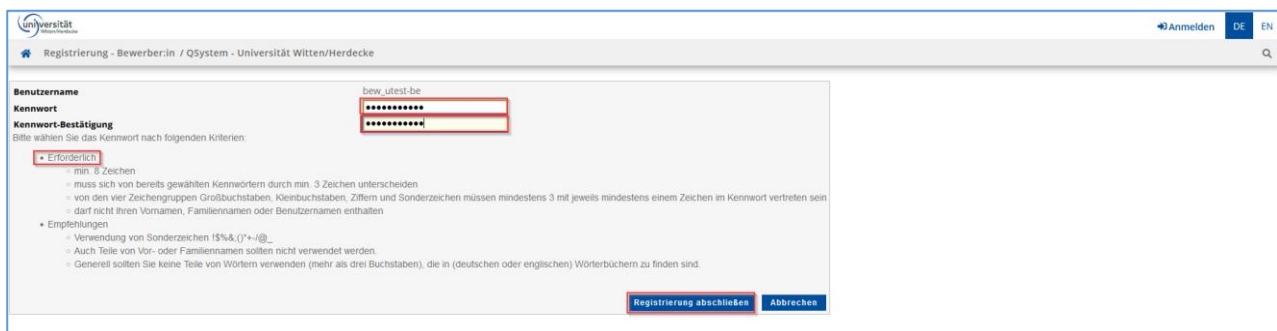 universität
Witten/Herdecke
Anmelden DE EN
Registrierung - Bewerber:in / QSystem - Universität Witten/Herdecke
Benutzername bew_utest-be
Kennwort •••••••••••
Kennwort-Bestätigung •••••••••••
Bitte wählen Sie das Kennwort nach folgenden Kriterien:
• Erforderlich
◦ min. 8 Zeichen
◦ muss sich von bereits gewählten Kennwörtern durch min. 3 Zeichen unterscheiden
◦ von den vier Zeichengruppen Großbuchstaben, Kleinbuchstaben, Ziffern und Sonderzeichen müssen mindestens 3 mit jeweils mindestens einem Zeichen im Kennwort vertreten sein
◦ darf nicht Ihren Vornamen, Familiennamen oder Benutzernamen enthalten
• Empfehlungen
◦ Verwendung von Sonderzeichen !$%&;()*+-/@_
◦ Auch Teile von Vor- oder Familiennamen sollten nicht verwendet werden.
◦ Generell sollten Sie keine Teile von Wörtern verwenden (mehr als drei Buchstaben), die in (deutschen oder englischen) Wörterbüchern zu finden sind.
Registrierung abschließen Abbrechen